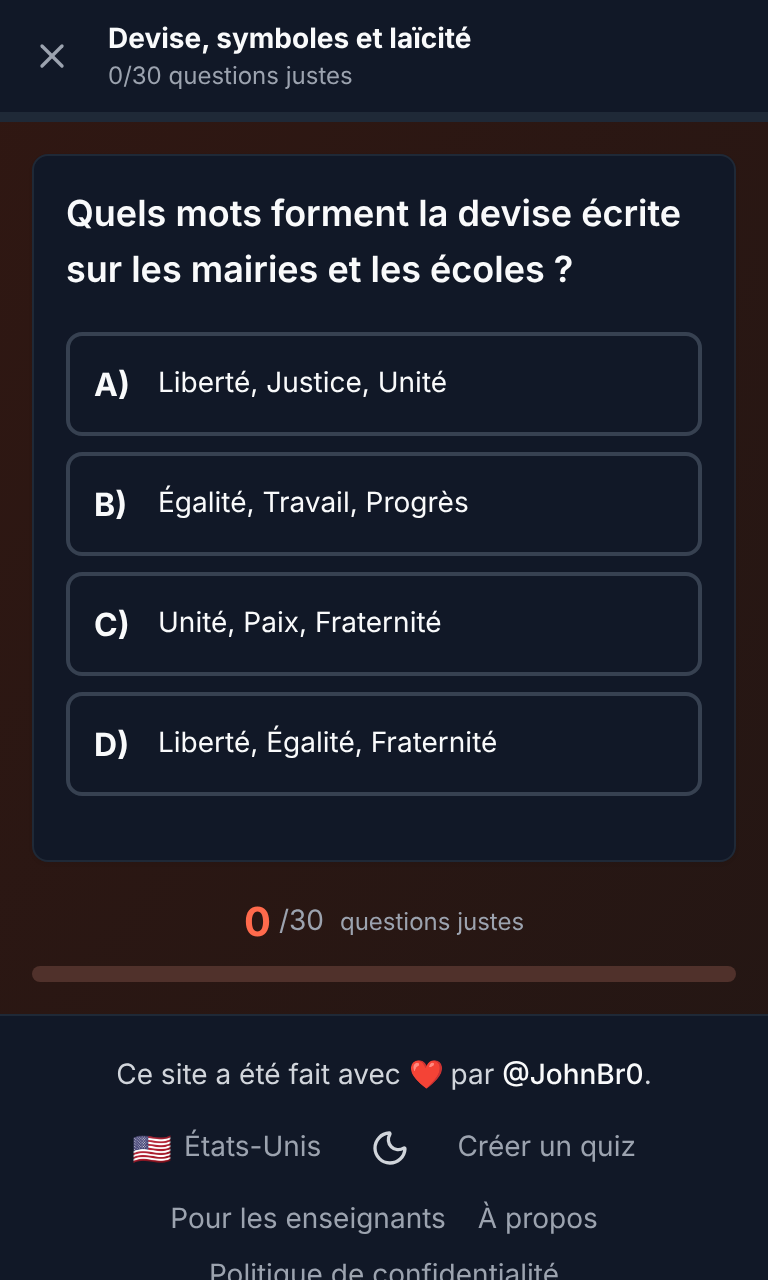 Devise, symboles et laïcité
0/30 questions justes
Quels mots forment la devise écrite
sur les mairies et les écoles ?
A) Liberté, Justice, Unité
B) Égalité, Travail, Progrès
C) Unité, Paix, Fraternité
D) Liberté, Égalité, Fraternité
0 /30 questions justes
Ce site a été fait avec ❤️ par @JohnBr0.
🇺🇸 États-Unis Créer un quiz
Pour les enseignants À propos
Politique de confidentialité